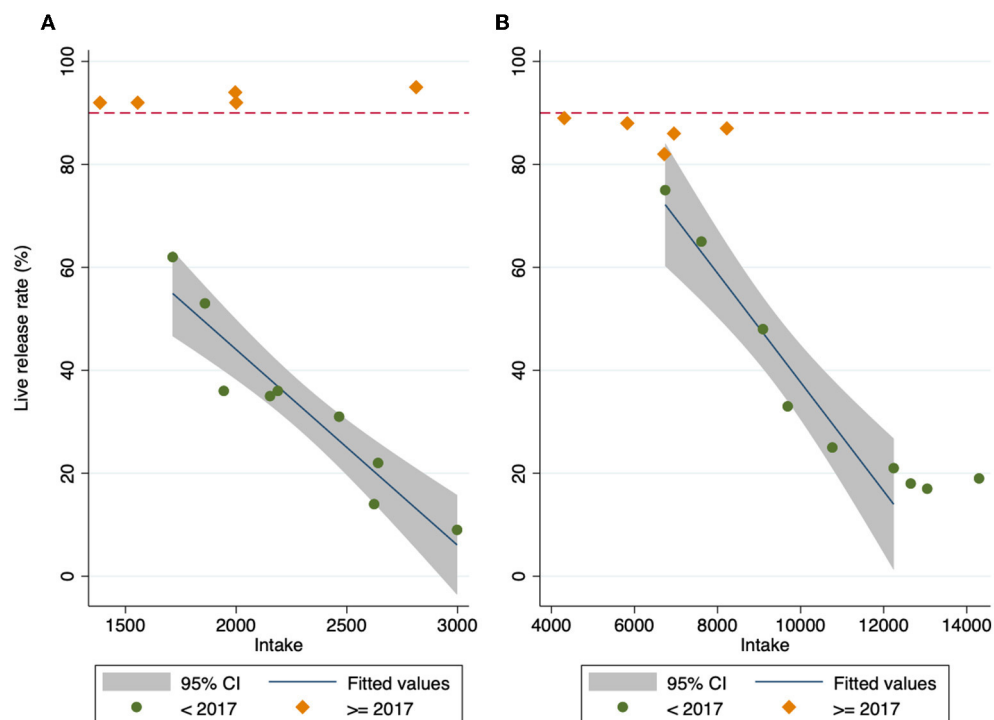 A
B
Live release rate (%)
100
80
60
40
20
0
1500 2000 2500 3000
Intake
100
80
60
40
20
0
4000 6000 8000 10000 12000 14000
Intake
95% CI Fitted values
< 2017 >= 2017
95% CI Fitted values
< 2017 >= 2017